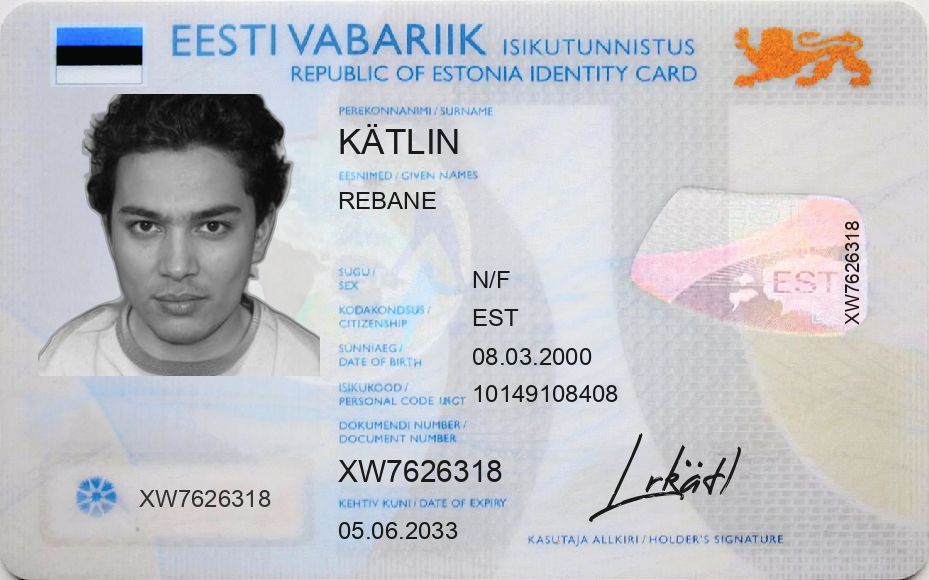 EESTI VABARIIK ISIKUTUNNISTUS
REPUBLIC OF ESTONIA IDENTITY CARD
PEREKONNANIMI / SURNAME
KÄTLIN
EESNIMED / GIVEN NAMES
REBANE
SUGU /
SEX
N/F
KODAKONDSUS /
CITIZENSHIP
EST
SÜNNIAEG /
DATE OF BIRTH
08.03.2000
ISIKUKOOD /
PERSONAL CODE
10149108408
DOKUMENDI NUMBER /
DOCUMENT NUMBER
XW7626318
KEHTIV KUNI / DATE OF EXPIRY
05.06.2033
XW7626318
EST
XW7626318
KASUTAJA ALLKIRI / HOLDER'S SIGNATURE